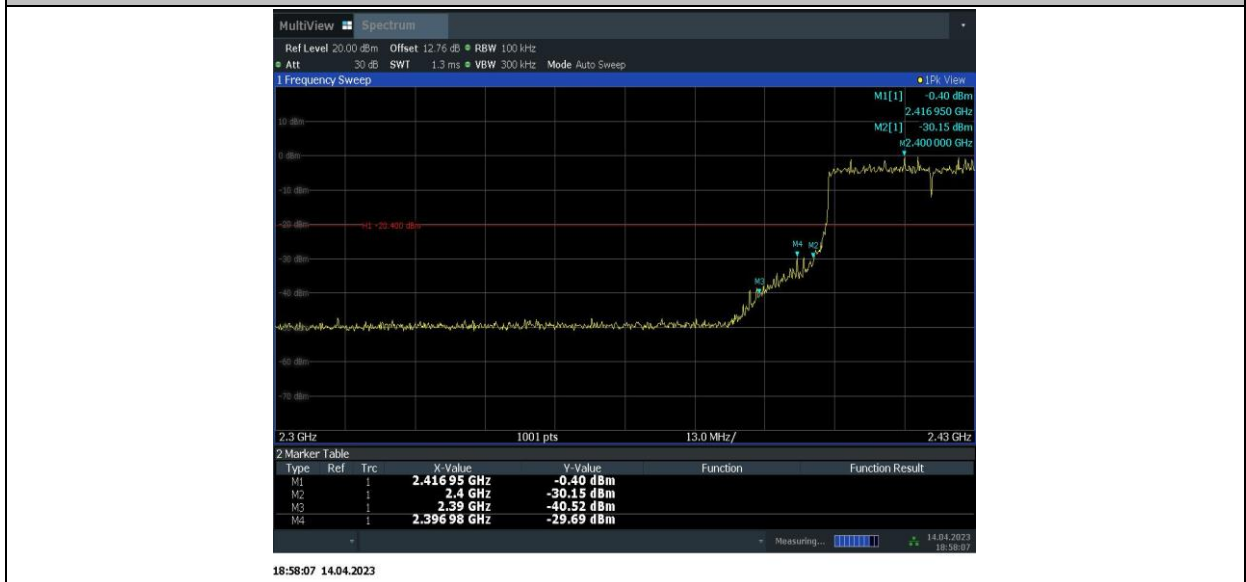 MultiView Spectrum
Ref Level 20.00 dBm Offset 12.76 dB RBW 100 kHz
Att 30 dB SWT 1.3 ms VBW 300 kHz Mode Auto Sweep
1 Frequency Sweep 1Pk View
M1[1] -0.40 dBm
2.416 950 GHz
10 dBm
M2[1] -30.15 dBm
2.400 000 GHz
0 dBm
-10 dBm
-20 dBm H1 -20.400 dBm
M4 M2
-30 dBm
M3
-40 dBm
-60 dBm
-70 dBm
2.3 GHz 1001 pts 13.0 MHz/ 2.43 GHz
2 Marker Table
Type Ref Trc X-Value Y-Value Function Function Result
M1 1 2.416 95 GHz -0.40 dBm
M2 1 2.4 GHz -30.15 dBm
M3 1 2.39 GHz -40.52 dBm
M4 1 2.396 98 GHz -29.69 dBm
Measuring... 14.04.2023
18:58:07
18:58:07 14.04.2023